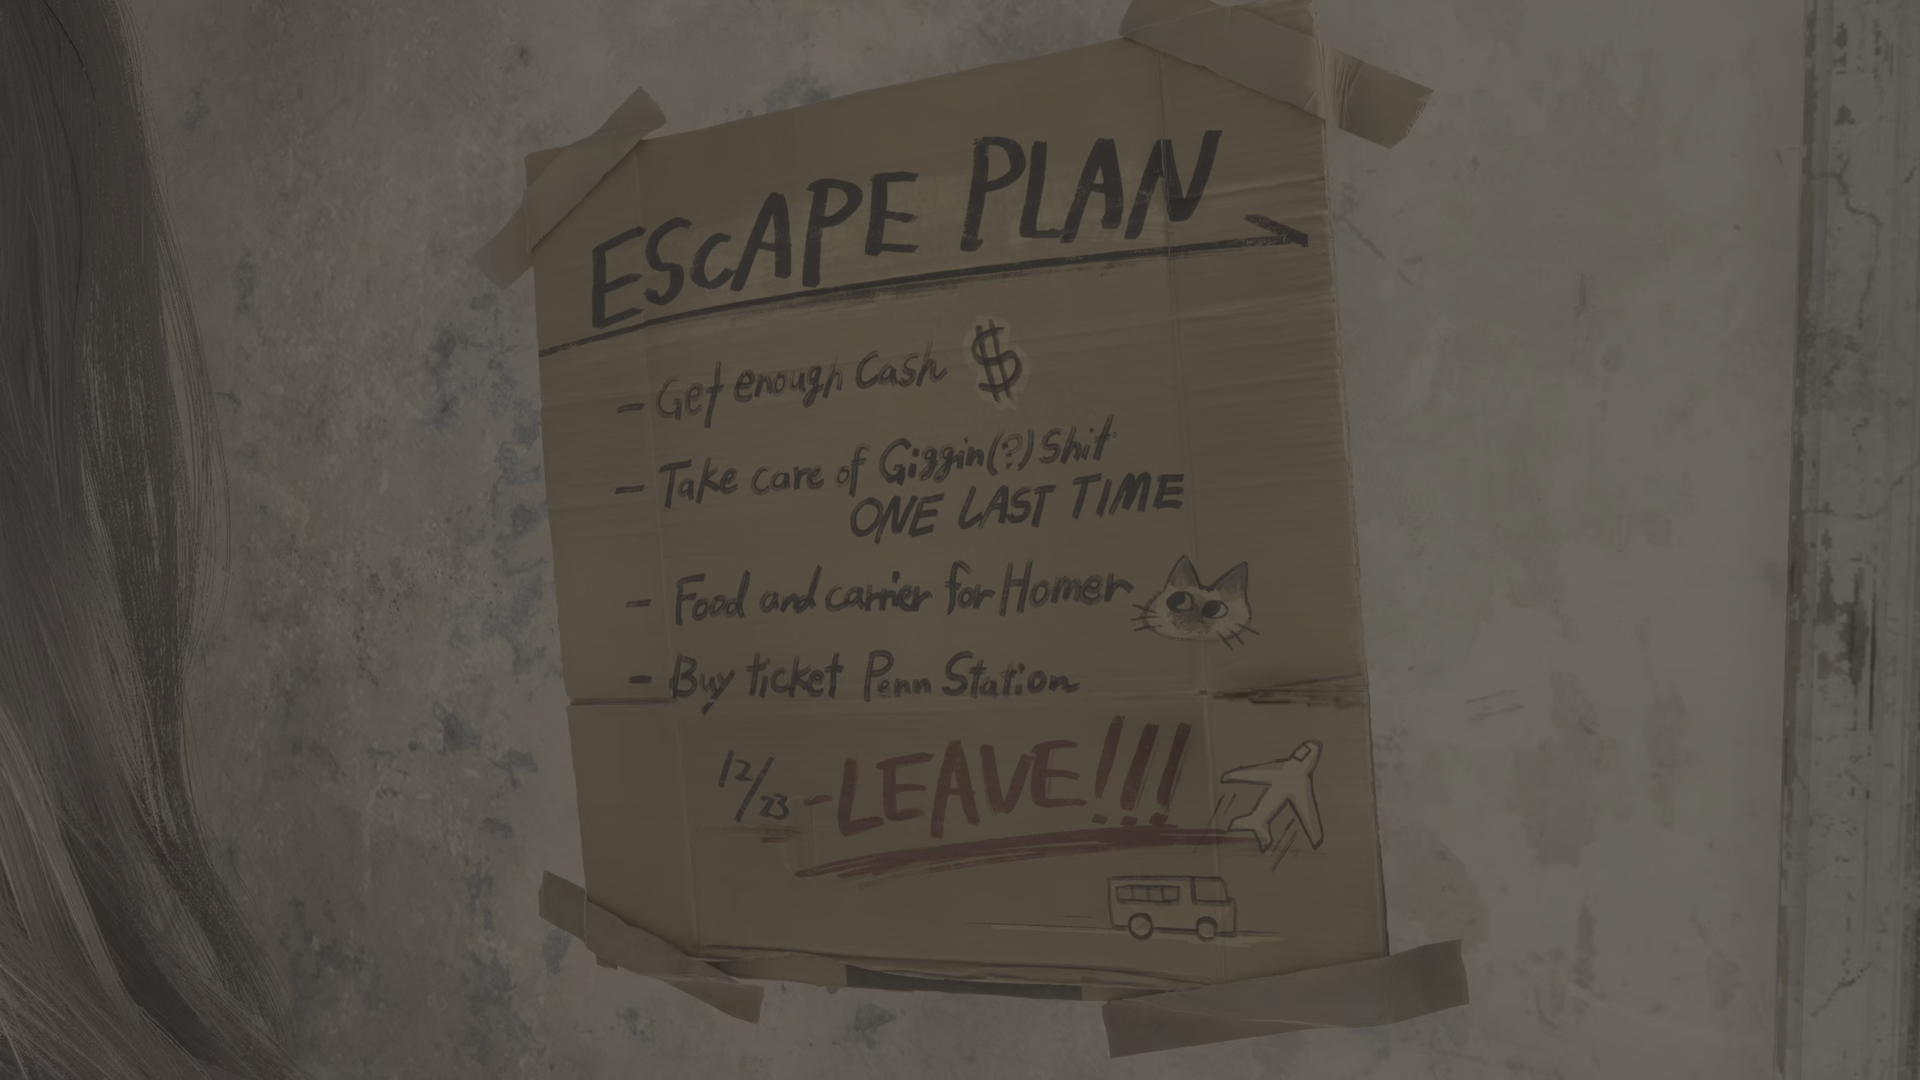 ESCAPE PLAN
- Get enough Cash $
- Take care of Giggin(?) Shit
ONE LAST TIME
- Food and carrier for Homer
- Buy ticket Penn Station
12/23 - LEAVE!!!